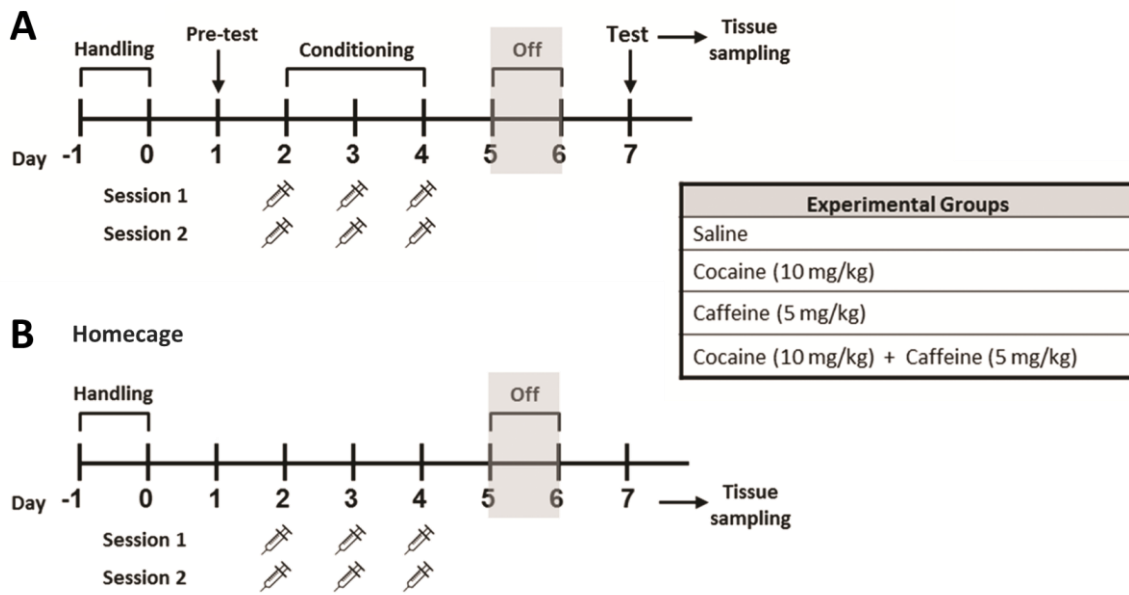 A
Handling
Pre-test
Conditioning
Off
Test
Tissue
sampling
Day -1 0 1 2 3 4 5 6 7
Session 1
Session 2
Experimental Groups
Saline
Cocaine (10 mg/kg)
Caffeine (5 mg/kg)
Cocaine (10 mg/kg) + Caffeine (5 mg/kg)
B Homecage
Handling
Off
Day -1 0 1 2 3 4 5 6 7
Tissue
sampling
Session 1
Session 2